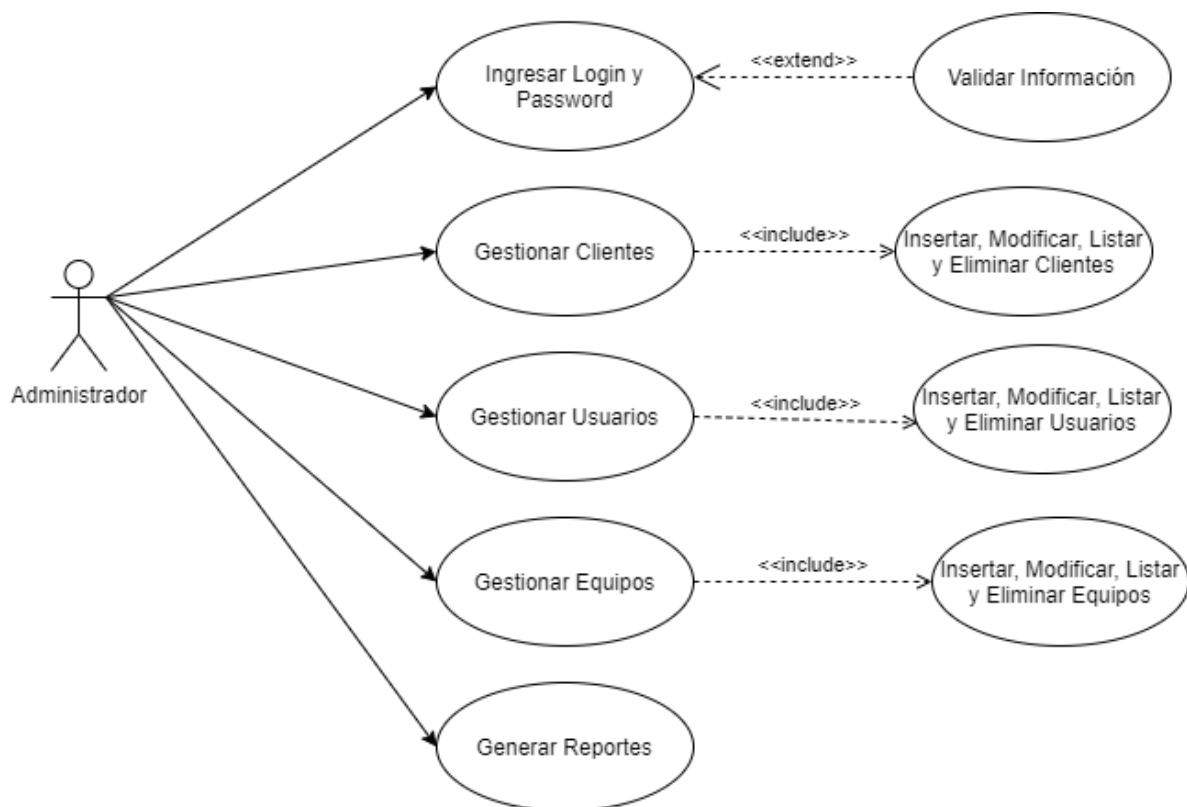 Ingresar Login y
Password
<<extend>>
Validar Información
Gestionar Clientes
<<include>>
Insertar, Modificar, Listar
y Eliminar Clientes
Administrador
Gestionar Usuarios
<<include>>
Insertar, Modificar, Listar
y Eliminar Usuarios
Gestionar Equipos
<<include>>
Insertar, Modificar, Listar
y Eliminar Equipos
Generar Reportes